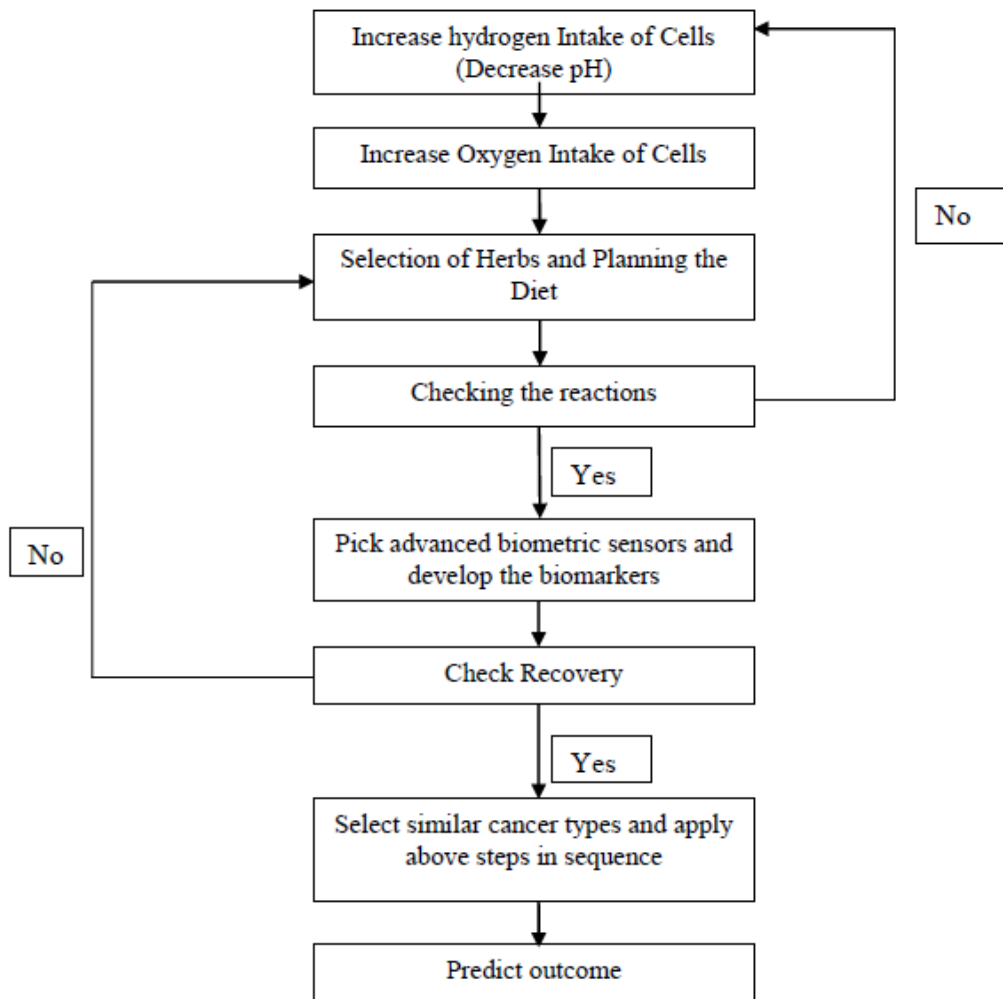 Increase hydrogen Intake of Cells
(Decrease pH)
Increase Oxygen Intake of Cells
No
Selection of Herbs and Planning the
Diet
Checking the reactions
Yes
Pick advanced biometric sensors and
develop the biomarkers
No
Check Recovery
Yes
Select similar cancer types and apply
above steps in sequence
Predict outcome